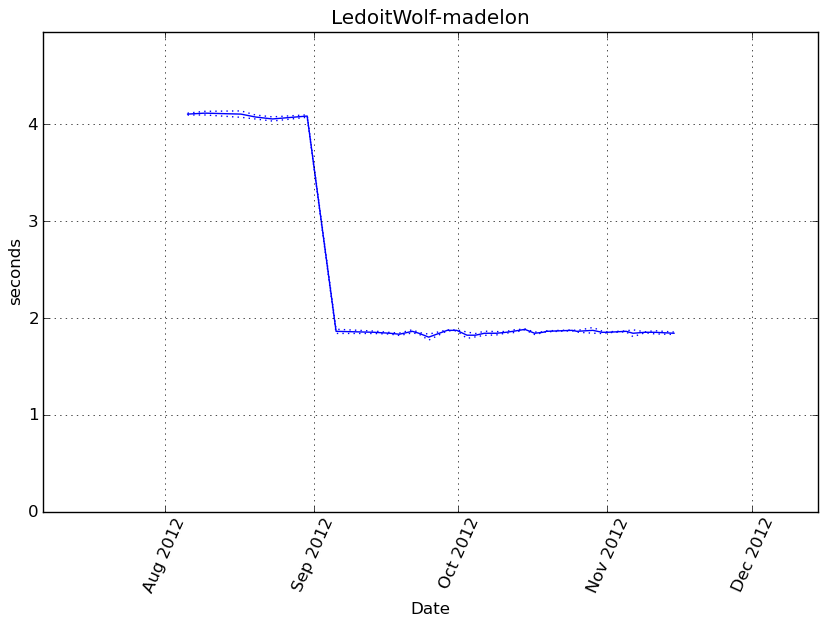 LedoitWolf-madelon
4
3
2
1
0
seconds
Aug 2012
Sep 2012
Oct 2012
Nov 2012
Dec 2012
Date